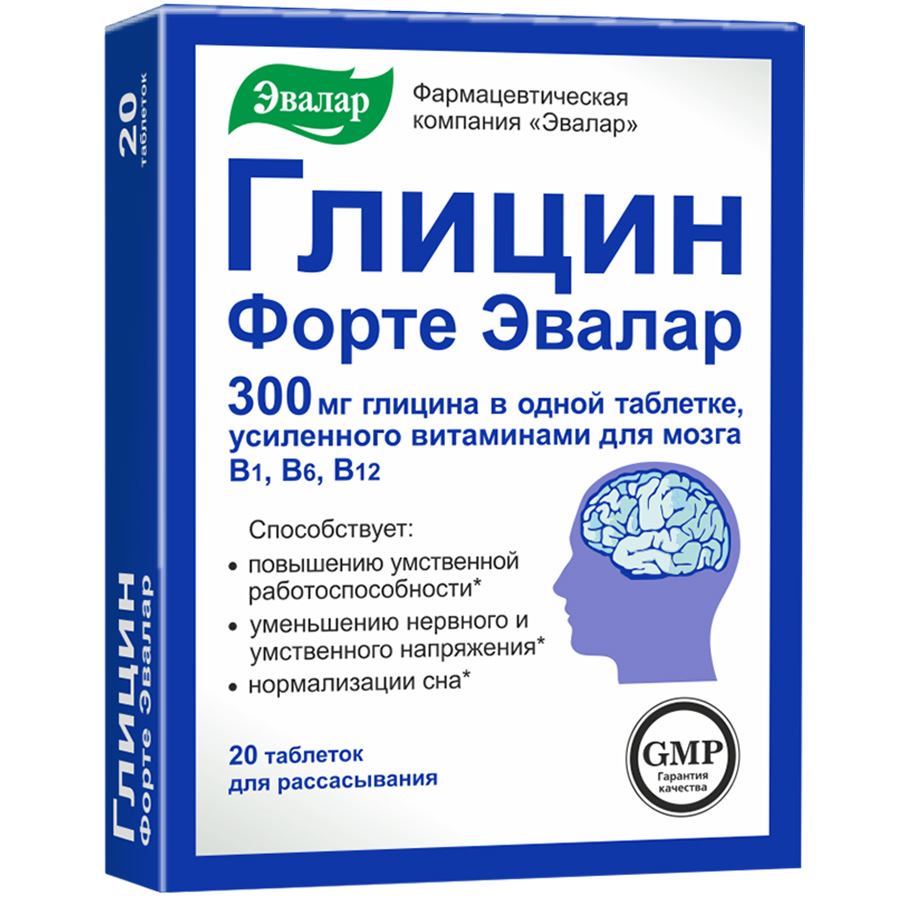 20
таблеток
Глицин
Форте Эвалар
Эвалар
Фармацевтическая
компания «Эвалар»
Глицин
Форте Эвалар
300 мг глицина в одной таблетке,
усиленного витаминами для мозга
B1, B6, B12
Способствует:
• повышению умственной
работоспособности*
• уменьшению нервного и
умственного напряжения*
• нормализации сна*
20 таблеток
для рассасывания
GMP
Гарантия
качества